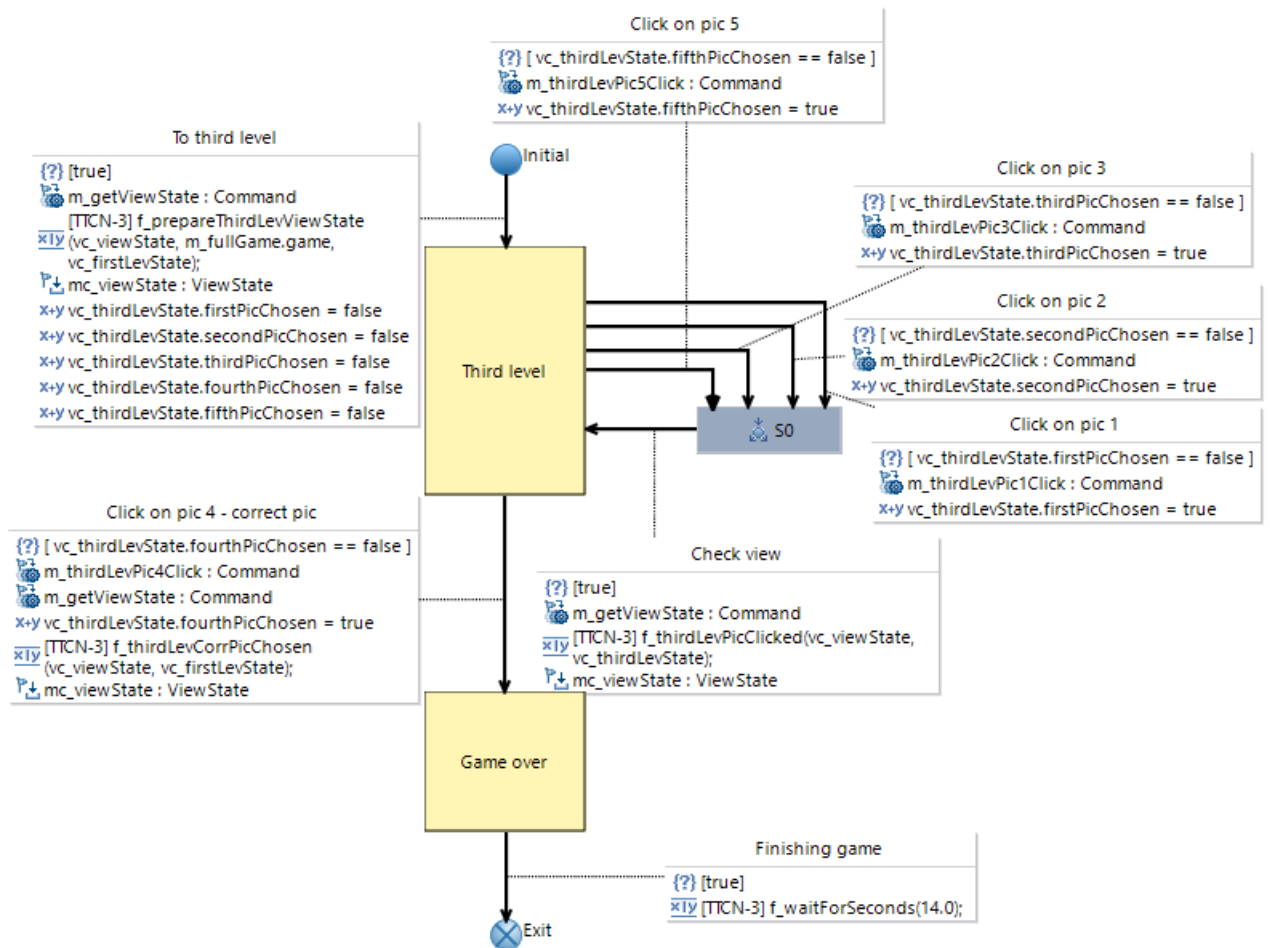 Click on pic 5
{?} [ vc_thirdLevState.fifthPicChosen == false ]
m_thirdLevPic5Click : Command
x+y vc_thirdLevState.fifthPicChosen = true
To third level
{?} [true]
m_getViewState : Command
[TTCN-3] f_prepareThirdLevViewState
x|y (vc_viewState, m_fullGame.game,
vc_firstLevState);
mc_viewState : ViewState
x+y vc_thirdLevState.firstPicChosen = false
x+y vc_thirdLevState.secondPicChosen = false
x+y vc_thirdLevState.thirdPicChosen = false
x+y vc_thirdLevState.fourthPicChosen = false
x+y vc_thirdLevState.fifthPicChosen = false
Initial
Click on pic 3
{?} [ vc_thirdLevState.thirdPicChosen == false ]
m_thirdLevPic3Click : Command
x+y vc_thirdLevState.thirdPicChosen = true
Click on pic 2
{?} [ vc_thirdLevState.secondPicChosen == false ]
m_thirdLevPic2Click : Command
x+y vc_thirdLevState.secondPicChosen = true
Third level
S0
Click on pic 1
{?} [ vc_thirdLevState.firstPicChosen == false ]
m_thirdLevPic1Click : Command
x+y vc_thirdLevState.firstPicChosen = true
Click on pic 4 - correct pic
{?} [ vc_thirdLevState.fourthPicChosen == false ]
m_thirdLevPic4Click : Command
m_getViewState : Command
x+y vc_thirdLevState.fourthPicChosen = true
x|y [TTCN-3] f_thirdLevCorrPicChosen
(vc_viewState, vc_firstLevState);
mc_viewState : ViewState
Check view
{?} [true]
m_getViewState : Command
x|y [TTCN-3] f_thirdLevPicClicked(vc_viewState,
vc_thirdLevState);
mc_viewState : ViewState
Game over
Finishing game
{?} [true]
x|y [TTCN-3] f_waitForSeconds(14.0);
Exit